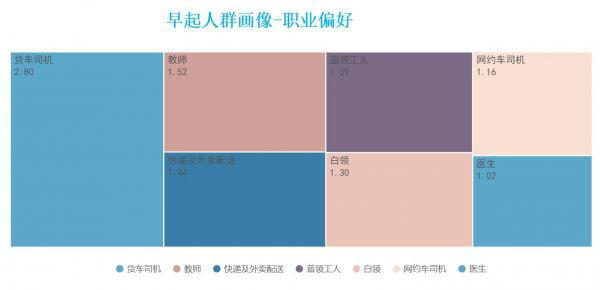 早起人群画像-职业偏好
货车司机
2.80
教师
1.52
快递及外卖配送
1.44
蓝领工人
1.39
白领
1.30
网约车司机
1.16
医生
1.02
货车司机 教师 快递及外卖配送 蓝领工人 白领 网约车司机 医生